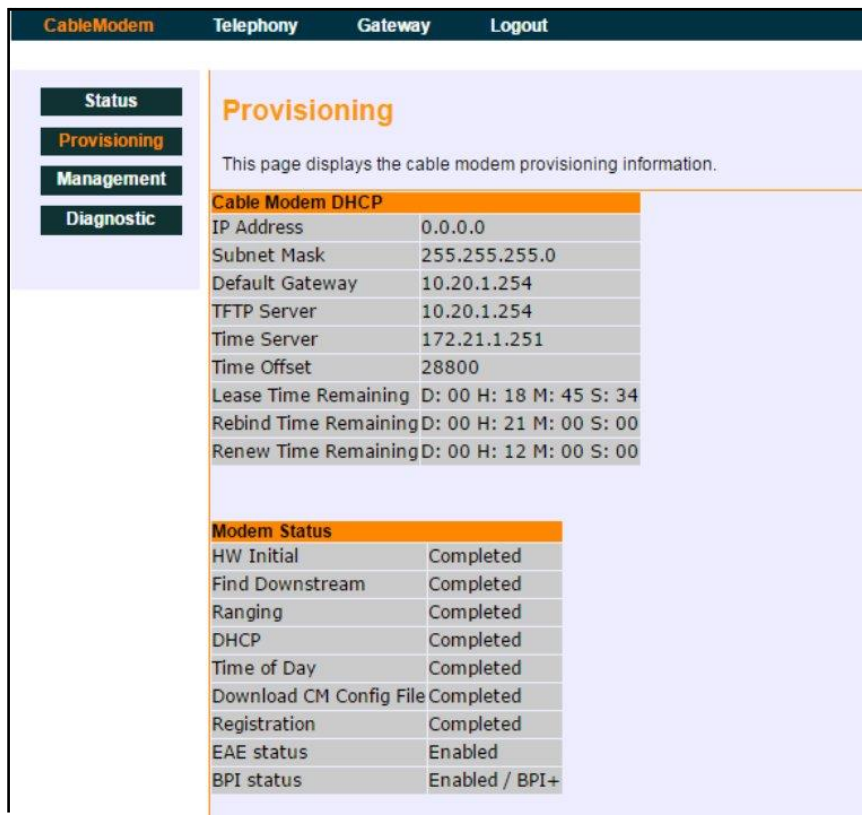 CableModem Telephony Gateway Logout
Status
Provisioning
Management
Diagnostic
Provisioning
This page displays the cable modem provisioning information.
Cable Modem DHCP
IP Address 0.0.0.0
Subnet Mask 255.255.255.0
Default Gateway 10.20.1.254
TFTP Server 10.20.1.254
Time Server 172.21.1.251
Time Offset 28800
Lease Time Remaining D: 00 H: 18 M: 45 S: 34
Rebind Time Remaining D: 00 H: 21 M: 00 S: 00
Renew Time Remaining D: 00 H: 12 M: 00 S: 00
Modem Status
HW Initial Completed
Find Downstream Completed
Ranging Completed
DHCP Completed
Time of Day Completed
Download CM Config File Completed
Registration Completed
EAE status Enabled
BPI status Enabled / BPI+